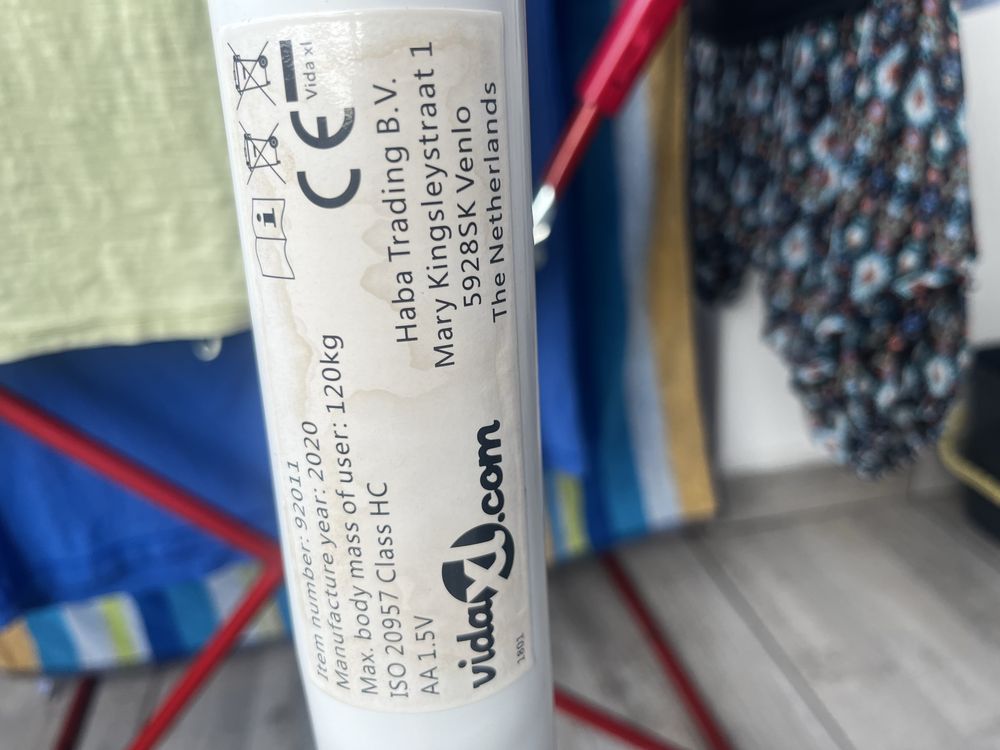 Item number: 92011
Manufacture year: 2020
Max. body mass of user: 120kg
ISO 20957 Class HC
AA 1.5V
vidaXL.com
1801
Vida xl
CE
Haba Trading B.V.
Mary Kingsleystraat 1
5928SK Venlo
The Netherlands